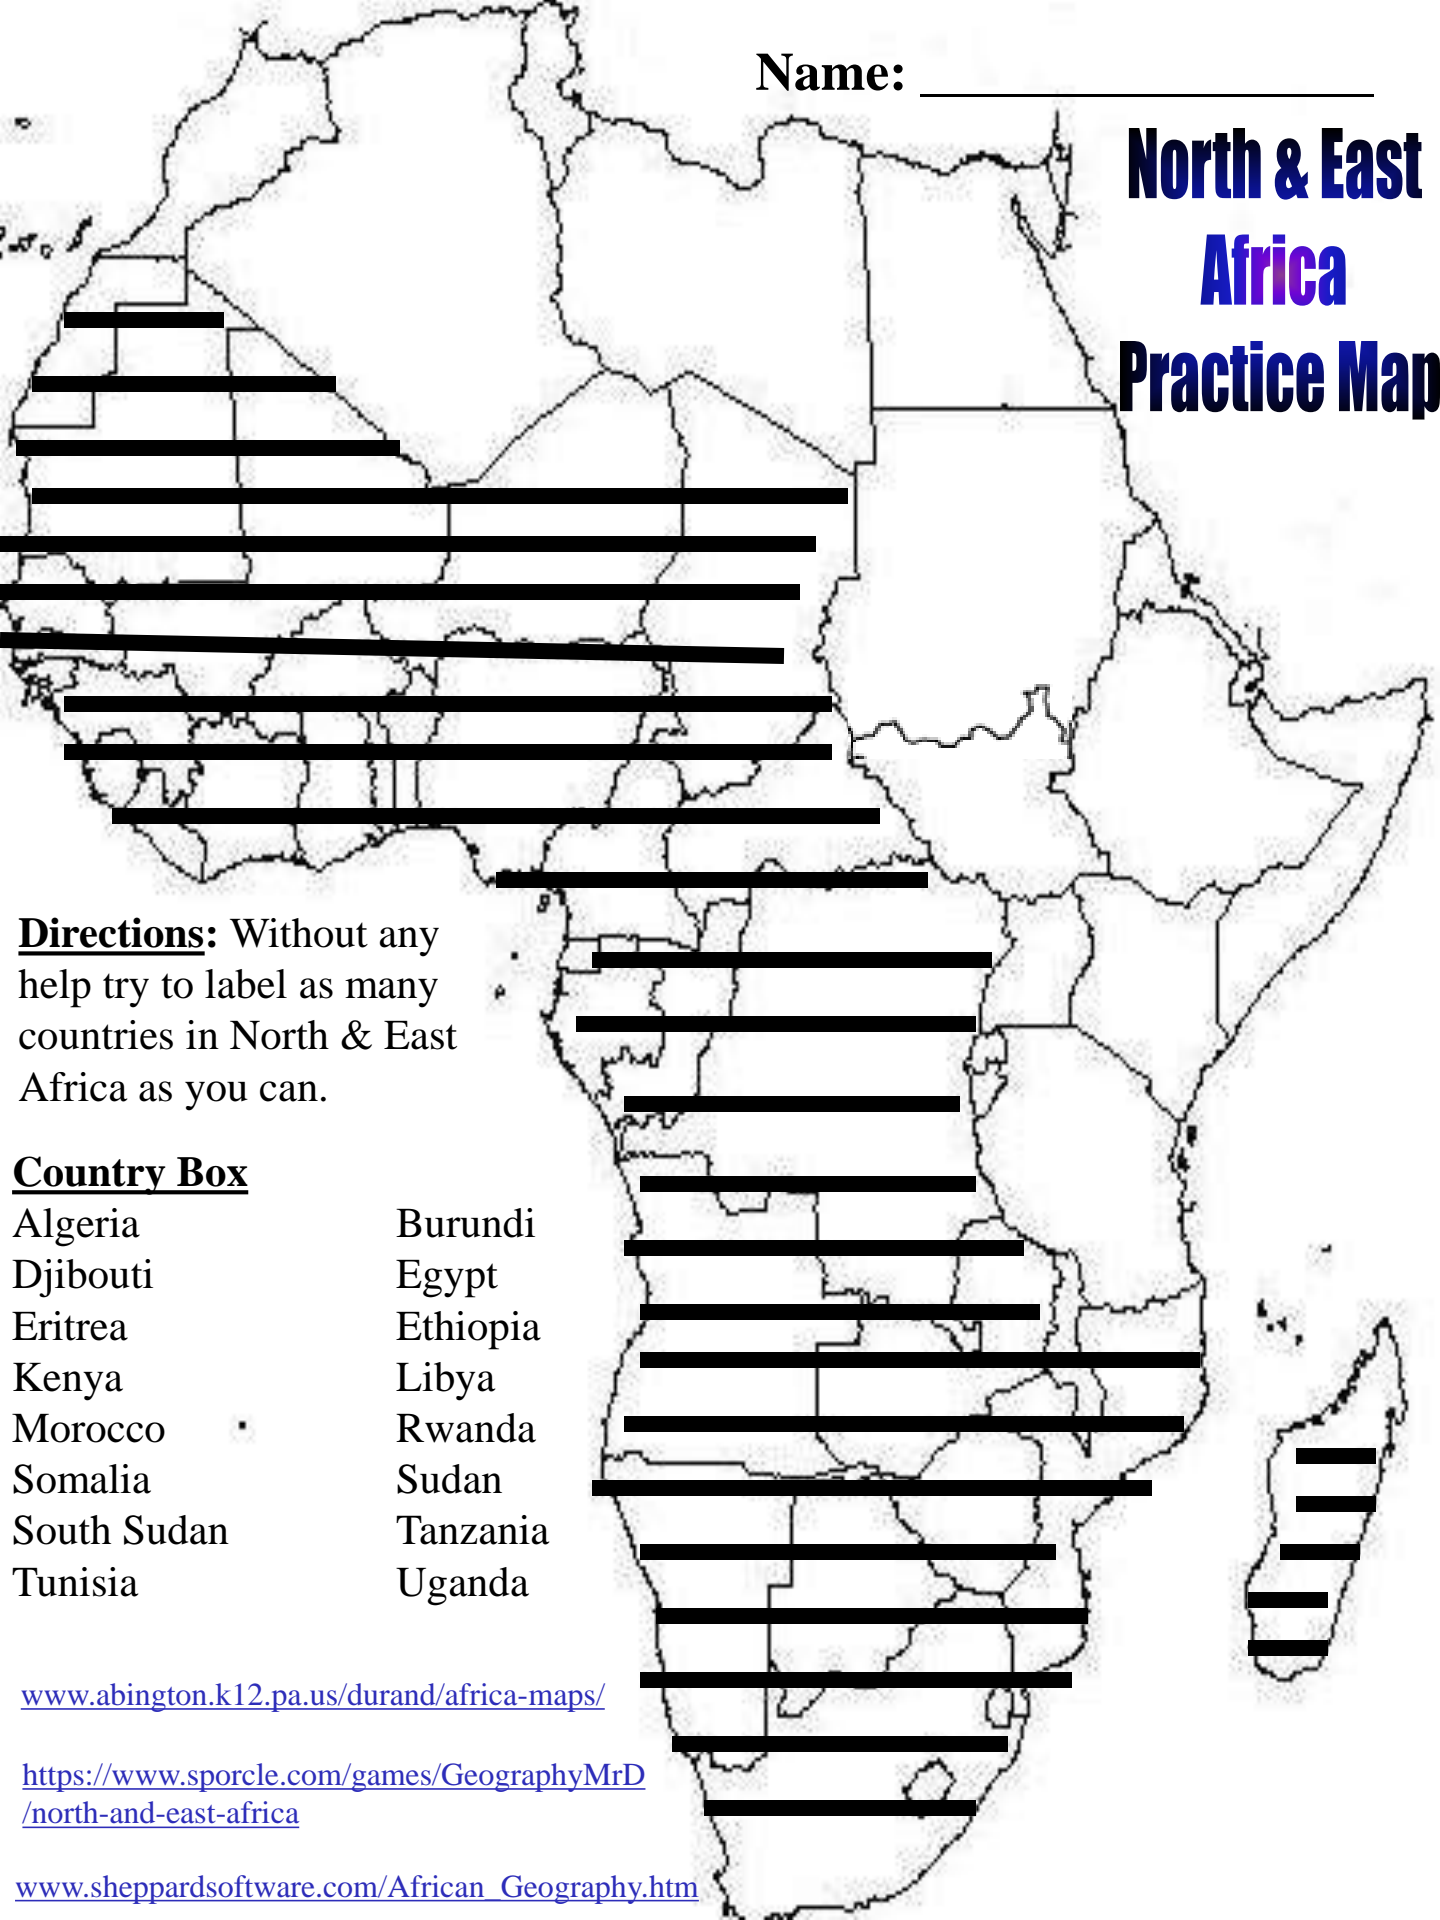 Name: ____________________
North & East
Africa
Practice Map
Directions: Without any
help try to label as many
countries in North & East
Africa as you can.
Country Box
Algeria
Burundi
Djibouti
Egypt
Eritrea
Ethiopia
Kenya
Libya
Morocco
Rwanda
Somalia
Sudan
South Sudan
Tanzania
Tunisia
Uganda
www.abington.k12.pa.us/durand/africa-maps/
https://www.sporcle.com/games/GeographyMrD
/north-and-east-africa
www.sheppardsoftware.com/African_Geography.htm